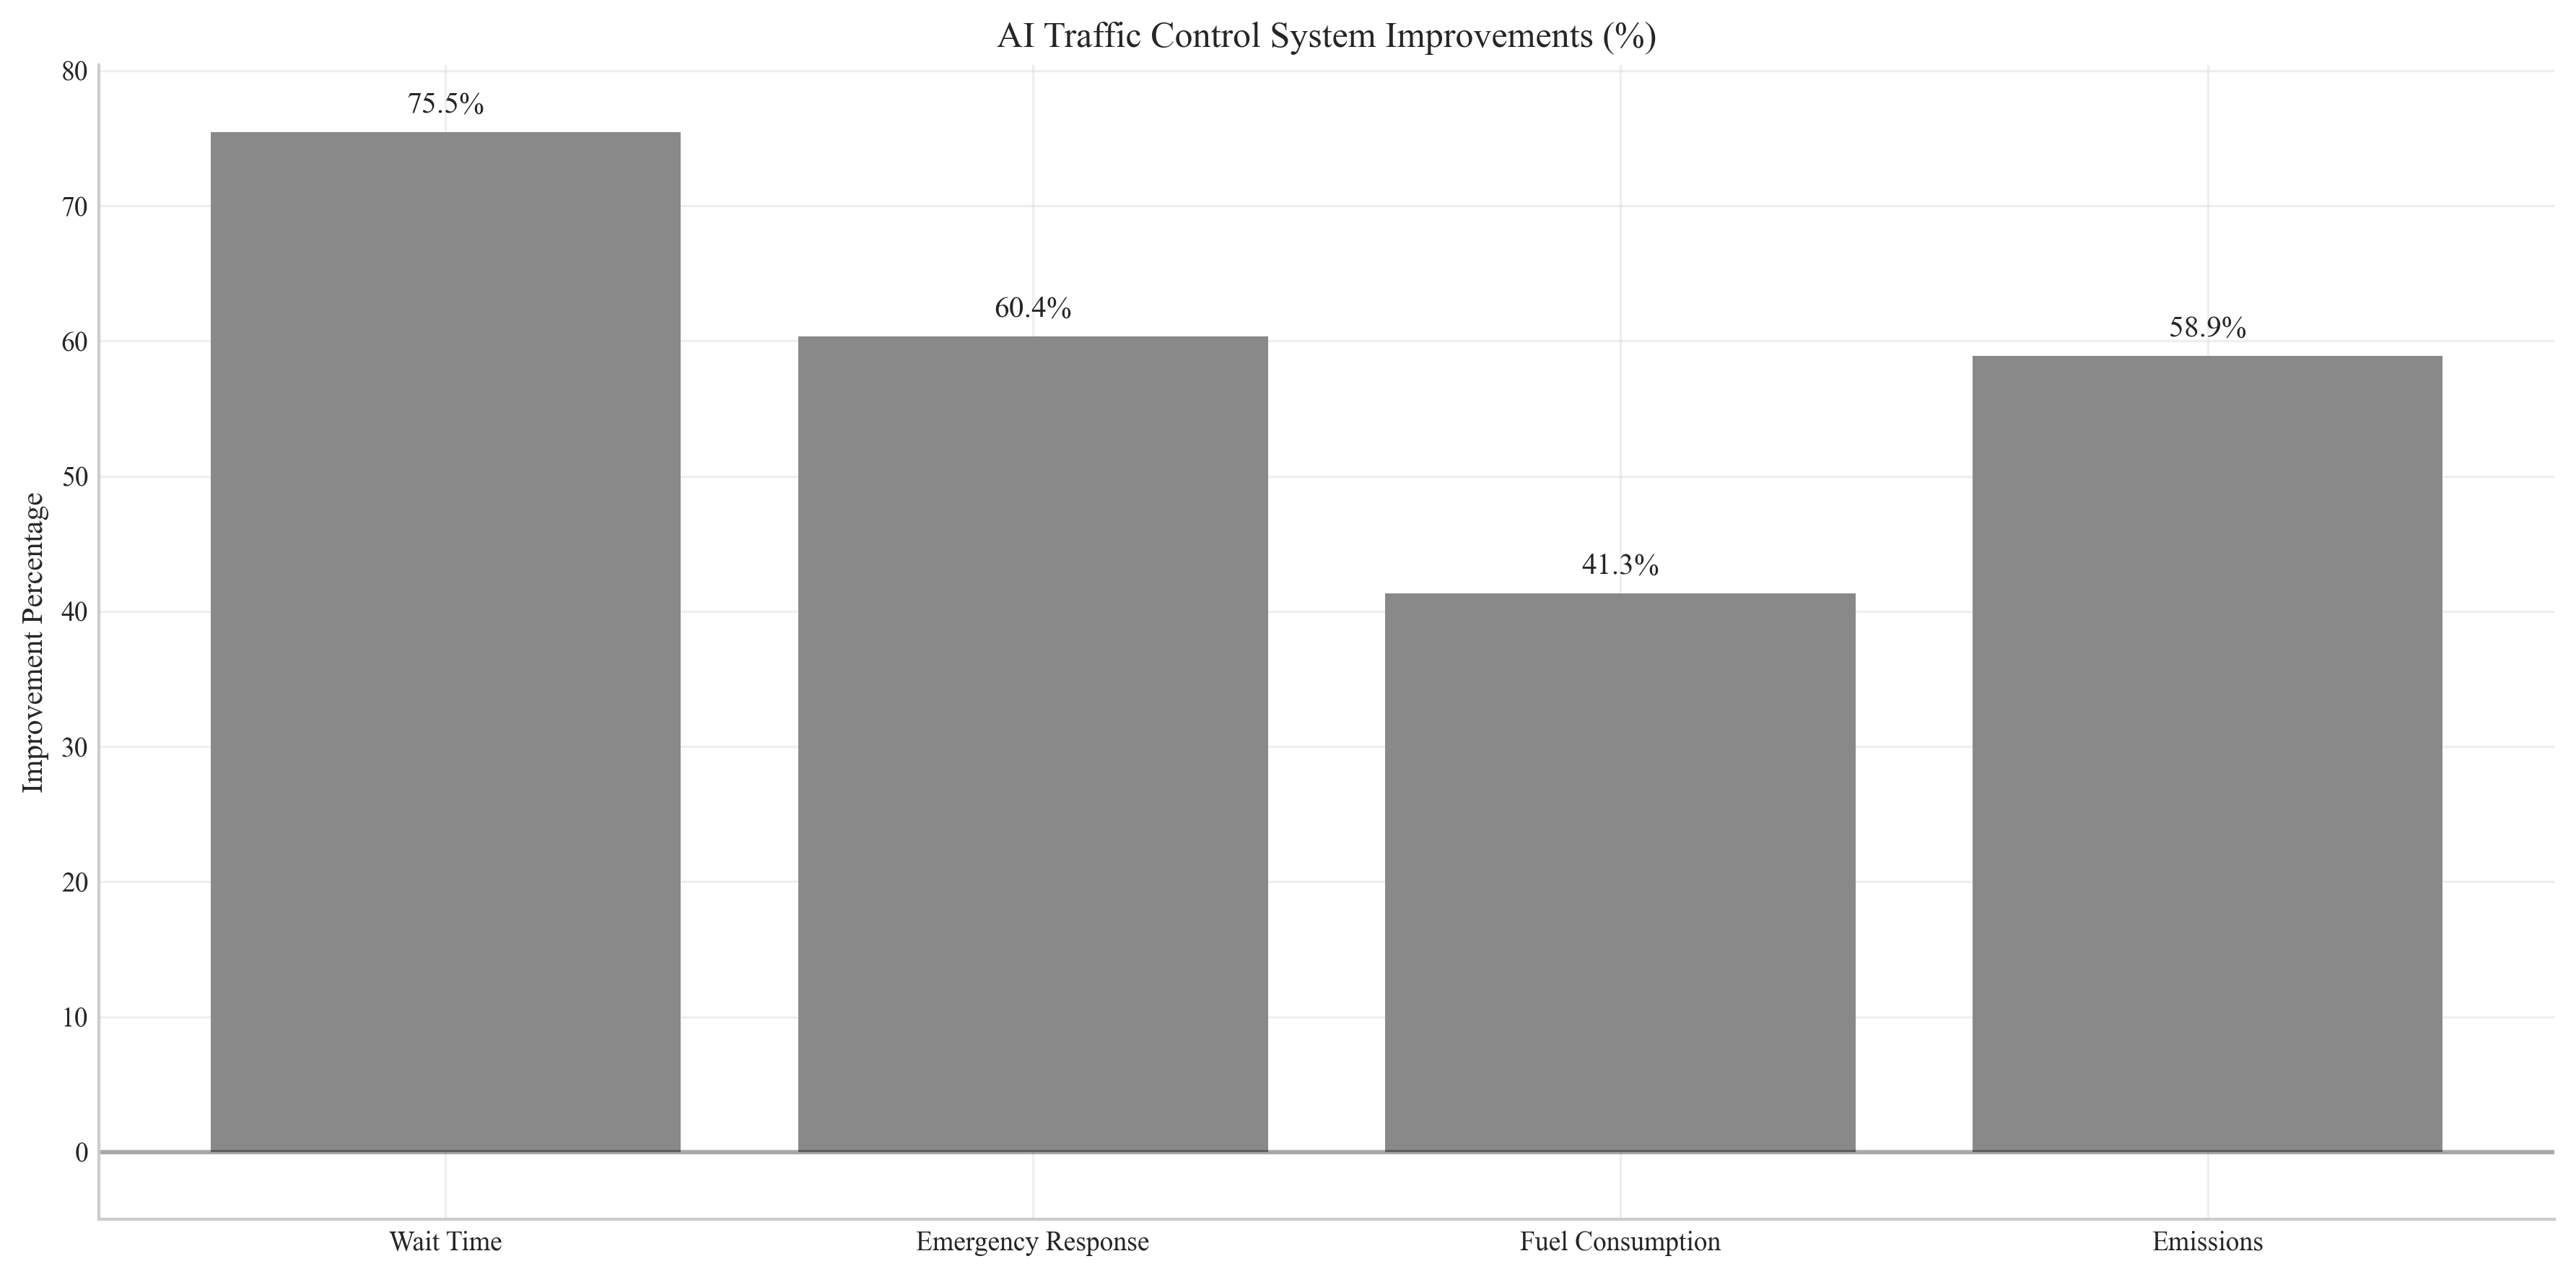 AI Traffic Control System Improvements (%)
Improvement Percentage
80
70
60
50
40
30
20
10
0
75.5%
60.4%
41.3%
58.9%
Wait Time
Emergency Response
Fuel Consumption
Emissions